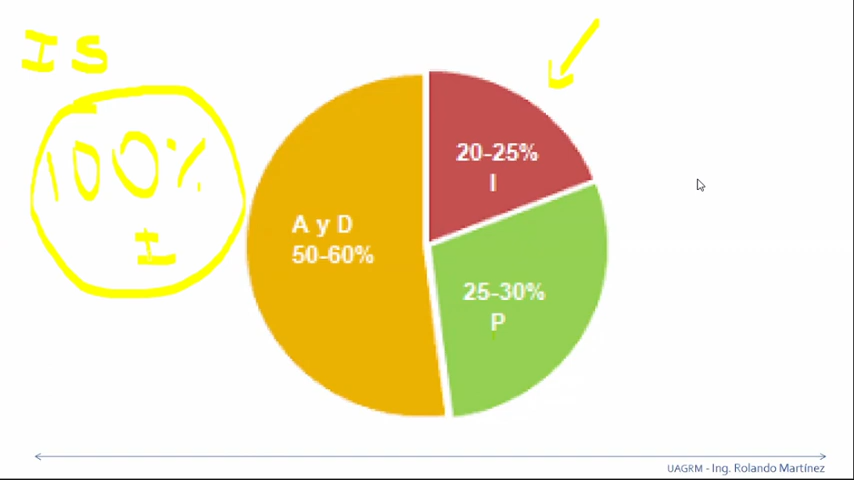 IS
100%
I
20-25%
I
A y D
50-60%
25-30%
P
UAGRM - Ing. Rolando Martínez